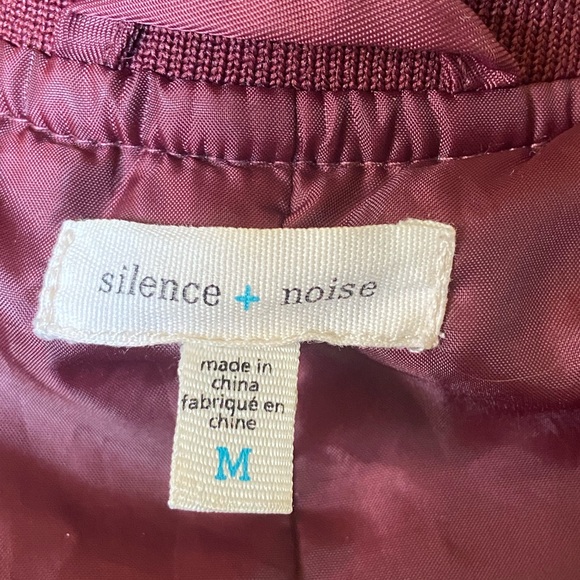 silence + noise
made in
china
fabriqué en
chine
M